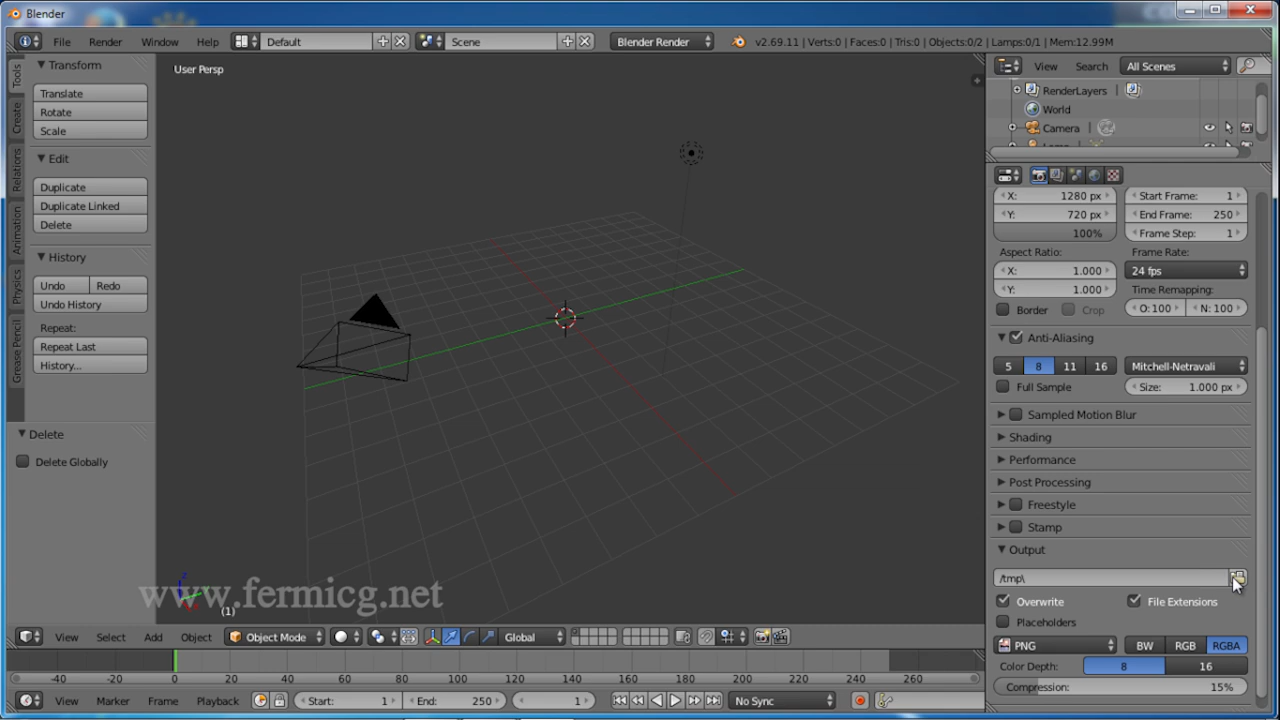 Blender
File Render Window Help Default Scene Blender Render v2.69.11 | Verts:0 | Faces:0 | Tris:0 | Objects:0/2 | Lamps:0/1 | Mem:12.99M
Tools
Create
Relations
Animation
Physics
Grease Pencil
Transform
Translate
Rotate
Scale
Edit
Duplicate
Duplicate Linked
Delete
History
Undo Redo
Undo History
Repeat:
Repeat Last
History...
Delete
Delete Globally
User Persp
www.fermicg.net
(1)
View Select Add Object Object Mode Global
-40 -20 0 20 40 60 80 100 120 140 160 180 200 220 240 260
View Marker Frame Playback Start: 1 End: 250 1 No Sync
View Search All Scenes
RenderLayers
World
Camera
X: 1280 px Start Frame: 1
Y: 720 px End Frame: 250
100% Frame Step: 1
Aspect Ratio: Frame Rate:
X: 1.000 24 fps
Y: 1.000 Time Remapping:
Border Crop O: 100 N: 100
Anti-Aliasing
5 8 11 16 Mitchell-Netravali
Full Sample Size: 1.000 px
Sampled Motion Blur
Shading
Performance
Post Processing
Freestyle
Stamp
Output
/tmp\
Overwrite File Extensions
Placeholders
PNG BW RGB RGBA
Color Depth: 8 16
Compression: 15%